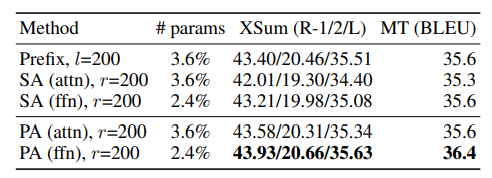 Method # params XSum (R-1/2/L) MT (BLEU)
Prefix, l=200 3.6% 43.40/20.46/35.51 35.6
SA (attn), r=200 3.6% 42.01/19.30/34.40 35.3
SA (ffn), r=200 2.4% 43.21/19.98/35.08 35.6
PA (attn), r=200 3.6% 43.58/20.31/35.34 35.6
PA (ffn), r=200 2.4% 43.93/20.66/35.63 36.4